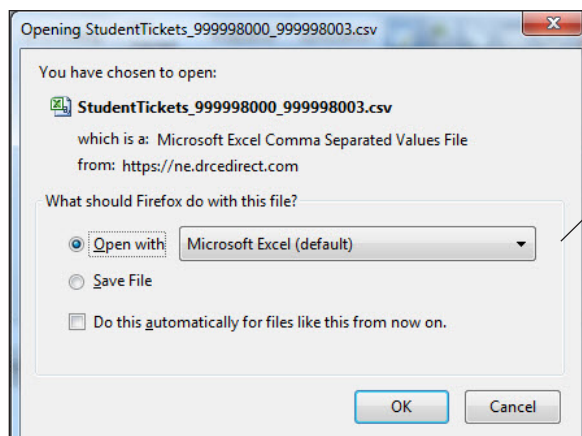 Opening StudentTickets_999998000_999998003.csv
You have chosen to open:
StudentTickets_999998000_999998003.csv
which is a: Microsoft Excel Comma Separated Values File
from: https://ne.drcedirect.com
What should Firefox do with this file?
Open with Microsoft Excel (default)
Save File
Do this automatically for files like this from now on.
OK Cancel